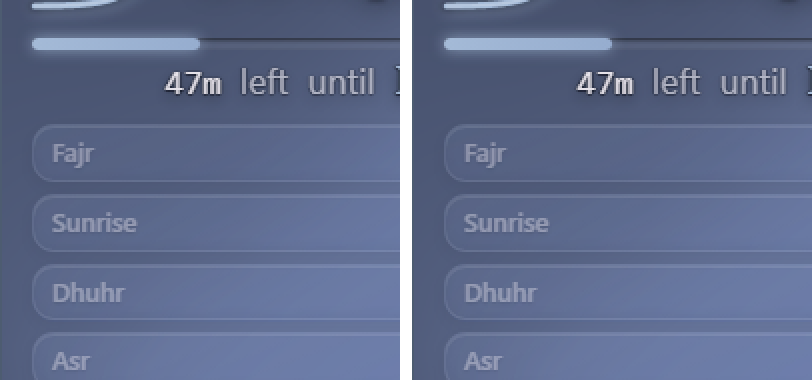 47m left until
Fajr
Sunrise
Dhuhr
Asr
47m left until
Fajr
Sunrise
Dhuhr
Asr